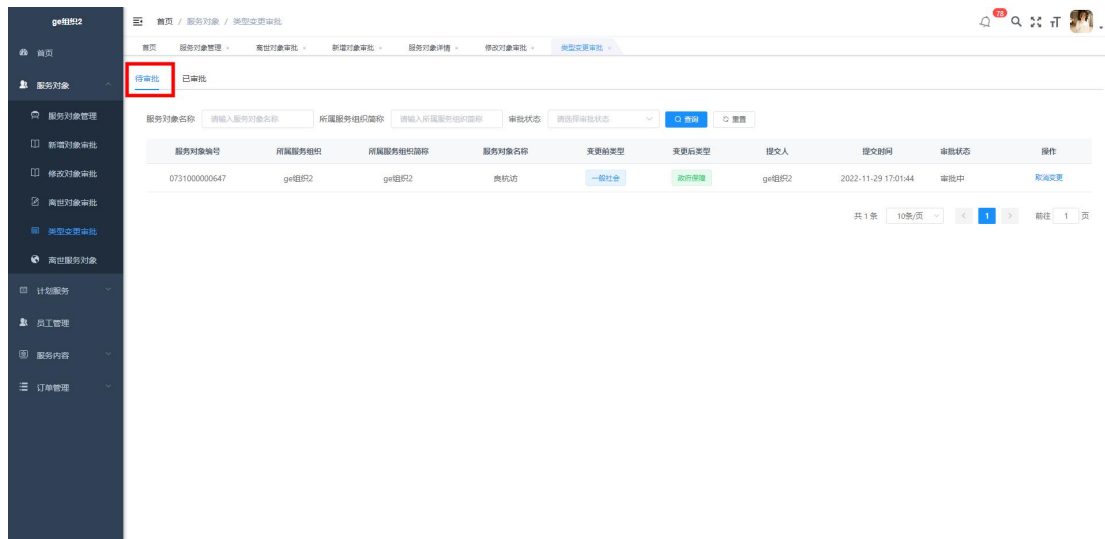 ge组织2
首页 / 服务对象 / 类型变更审批
78
首页 服务对象管理 离世对象审批 新增对象审批 服务对象详情 修改对象审批 类型变更审批
首页
服务对象
服务对象管理
新增对象审批
修改对象审批
离世对象审批
类型变更审批
离世服务对象
计划服务
员工管理
服务内容
订单管理
待审批 已审批
服务对象名称 请输入服务对象名称 所属服务组织简称 请输入所属服务组织简称 审批状态 请选择审批状态 查询 重置
服务对象编号 所属服务组织 所属服务组织简称 服务对象名称 变更前类型 变更后类型 提交人 提交时间 审批状态 操作
0731000000647 ge组织2 ge组织2 良杭访 一般社会 政府保障 ge组织2 2022-11-29 17:01:44 审批中 取消变更
共 1 条 10条/页 1 前往 1 页